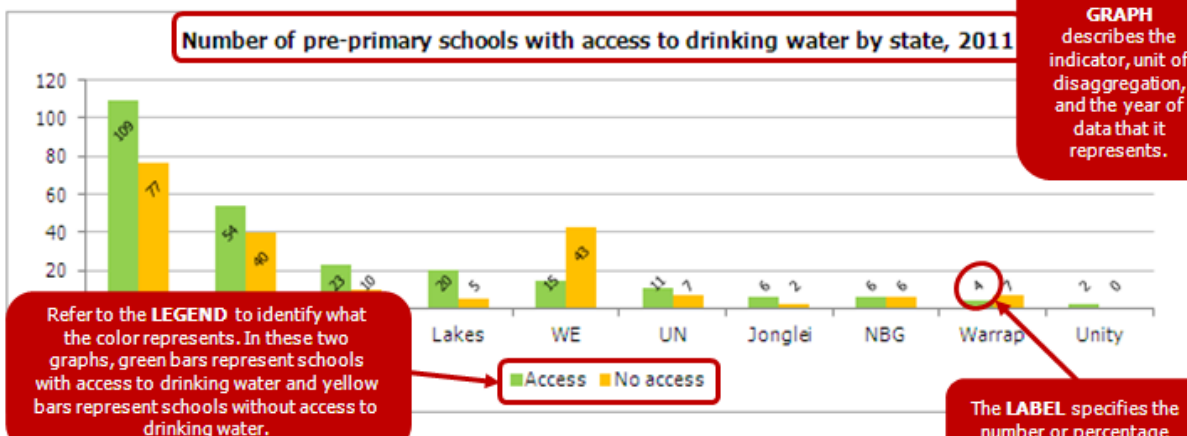 GRAPH
describes the
indicator, unit of
disaggregation,
and the year of
data that it
represents.
Number of pre-primary schools with access to drinking water by state, 2011
120
100
80
60
40
20
109
77
54
40
23
10
20
5
15
43
11
7
6
2
6
6
4
7
2
0
Lakes
WE
UN
Jonglei
NBG
Warrap
Unity
Access
No access
Refer to the LEGEND to identify what
the color represents. In these two
graphs, green bars represent schools
with access to drinking water and yellow
bars represent schools without access to
drinking water.
The LABEL specifies the
number or percentage